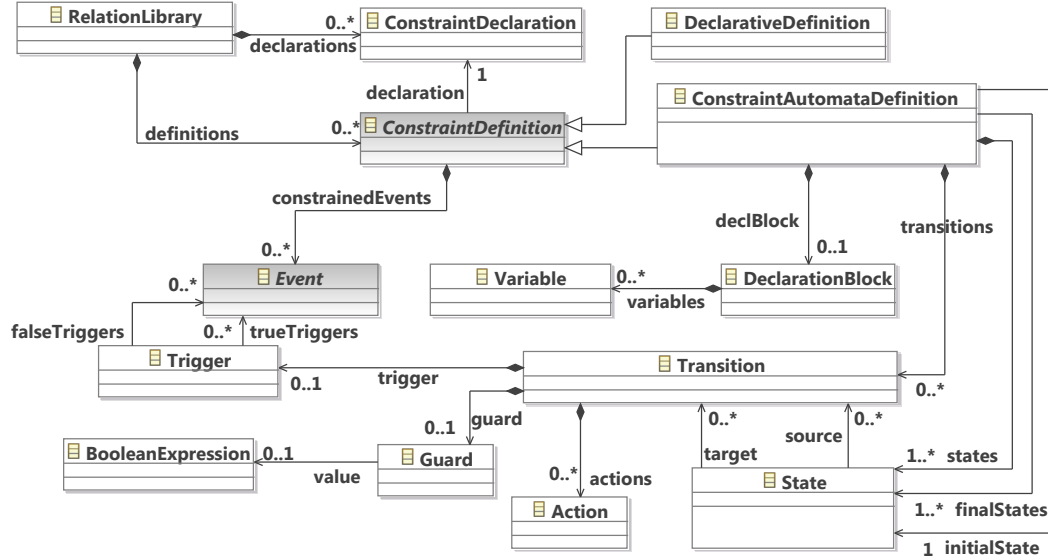 RelationLibrary
0..*
ConstraintDeclaration
DeclarativeDefinition
declarations
1
declaration
ConstraintAutomataDefinition
definitions
0..*
ConstraintDefinition
constrainedEvents
declBlock
transitions
0..*
0..1
Event
Variable
0..*
DeclarationBlock
0..*
variables
falseTriggers
0..*
trueTriggers
Trigger
Transition
0..1
trigger
0..*
guard
0..*
0..*
0..1
source
BooleanExpression
0..1
Guard
target
value
0..*
actions
1..*
states
State
Action
1..*
finalStates
1
initialState